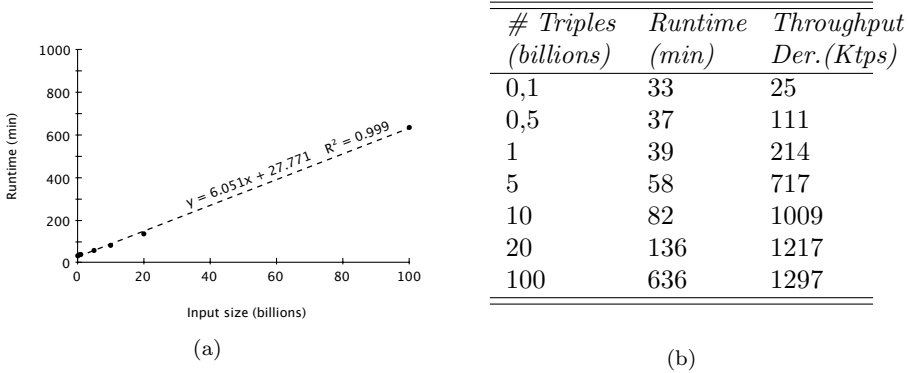 1000
800
600
400
200
0
Runtime (min)
y = 6.051x + 27.771 R² = 0.999
0 20 40 60 80 100
Input size (billions)
(a)
# Triples Runtime Throughput
(billions) (min) Der.(Ktps)
0,1 33 25
0,5 37 111
1 39 214
5 58 717
10 82 1009
20 136 1217
100 636 1297
(b)